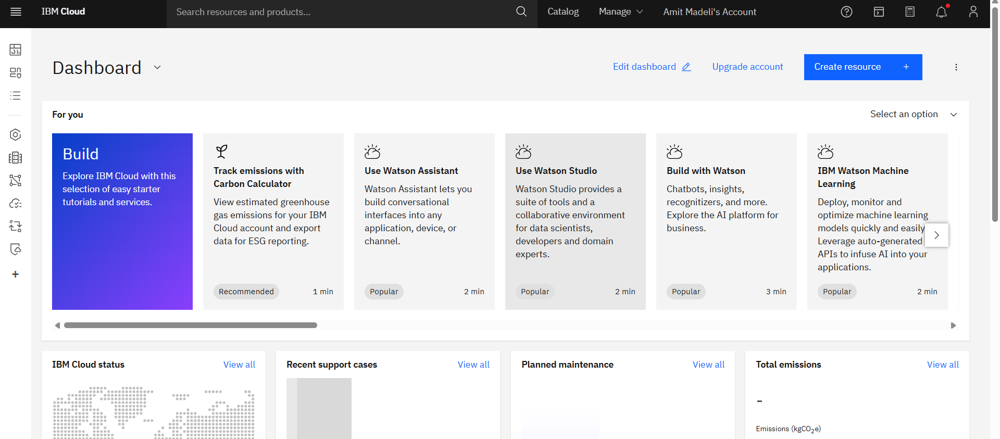 IBM Cloud
Search resources and products...
Catalog
Manage
Amit Madeli's Account
Dashboard
Edit dashboard
Upgrade account
Create resource +
For you
Select an option
Build
Explore IBM Cloud with this
selection of easy starter
tutorials and services.
Track emissions with
Carbon Calculator
View estimated greenhouse
gas emissions for your IBM
Cloud account and export
data for ESG reporting.
Recommended
1 min
Use Watson Assistant
Watson Assistant lets you
build conversational
interfaces into any
application, device, or
channel.
Popular
2 min
Use Watson Studio
Watson Studio provides a
suite of tools and a
collaborative environment
for data scientists,
developers and domain
experts.
Popular
2 min
Build with Watson
Chatbots, insights,
recognitizers, and more.
Explore the AI platform for
business.
Popular
3 min
IBM Watson Machine
Learning
Deploy, monitor and
optimize machine learning
models quickly and easily
Leverage auto-generated
APIs to infuse AI into your
applications.
Popular
2 min
IBM Cloud status
View all
Recent support cases
View all
Planned maintenance
View all
Total emissions
View all
-
Emissions (kgCO2e)